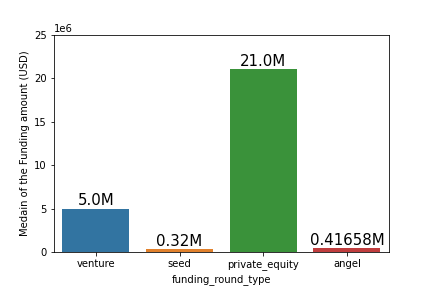 1e6
25
20
15
10
5
0
Medain of the Funding amount (USD)
5.0M
0.32M
21.0M
0.41658M
venture
seed
private_equity
angel
funding_round_type